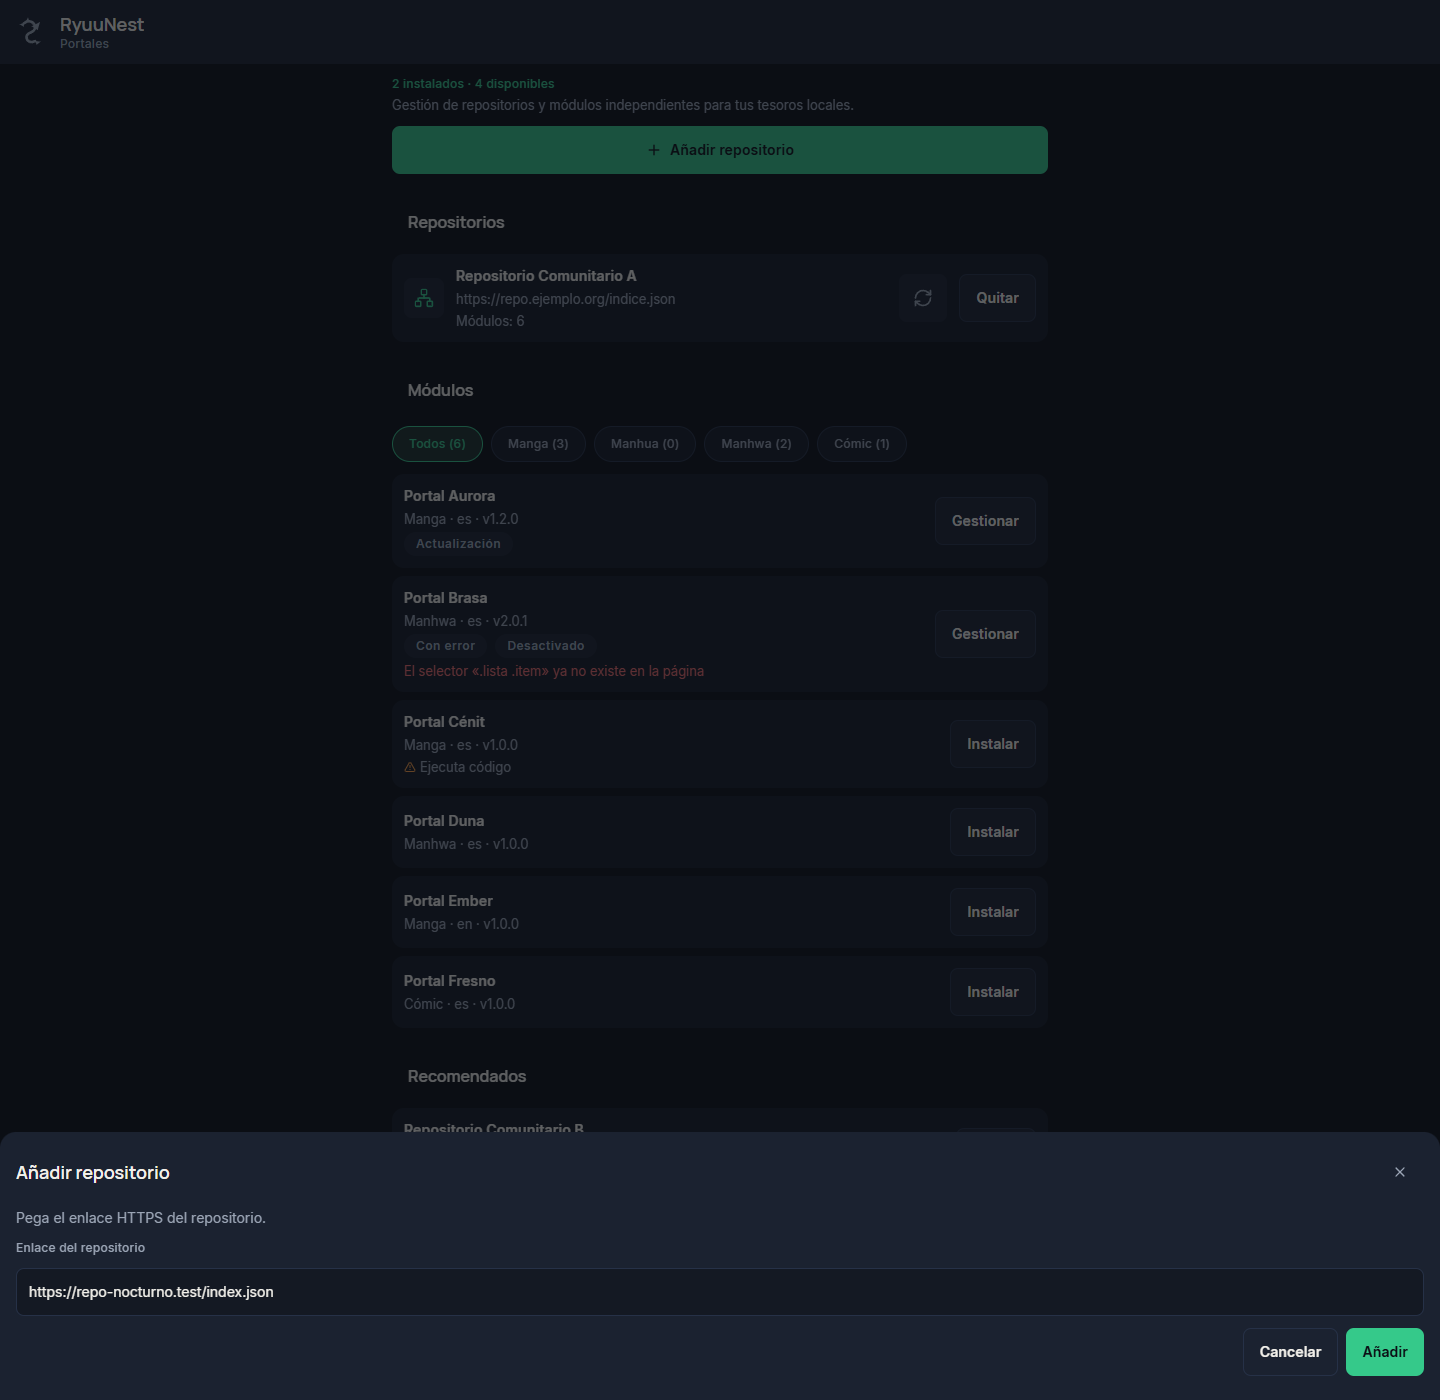 RyuuNest
Portales
2 instalados · 4 disponibles
Gestión de repositorios y módulos independientes para tus tesoros locales.
Añadir repositorio
Repositorios
Repositorio Comunitario A
https://repo.ejemplo.org/indice.json
Módulos: 6
Quitar
Módulos
Todos (6)
Manga (3)
Manhua (0)
Manhwa (2)
Cómic (1)
Portal Aurora
Manga · es · v1.2.0
Actualización
Gestionar
Portal Brasa
Manhwa · es · v2.0.1
Con error
Desactivado
El selector «.lista .item» ya no existe en la página
Gestionar
Portal Cénit
Manga · es · v1.0.0
Ejecuta código
Instalar
Portal Duna
Manhwa · es · v1.0.0
Instalar
Portal Ember
Manga · en · v1.0.0
Instalar
Portal Fresno
Cómic · es · v1.0.0
Instalar
Recomendados
Repositorio Comunitario B
Añadir repositorio
Pega el enlace HTTPS del repositorio.
Enlace del repositorio
https://repo-nocturno.test/index.json
Cancelar
Añadir